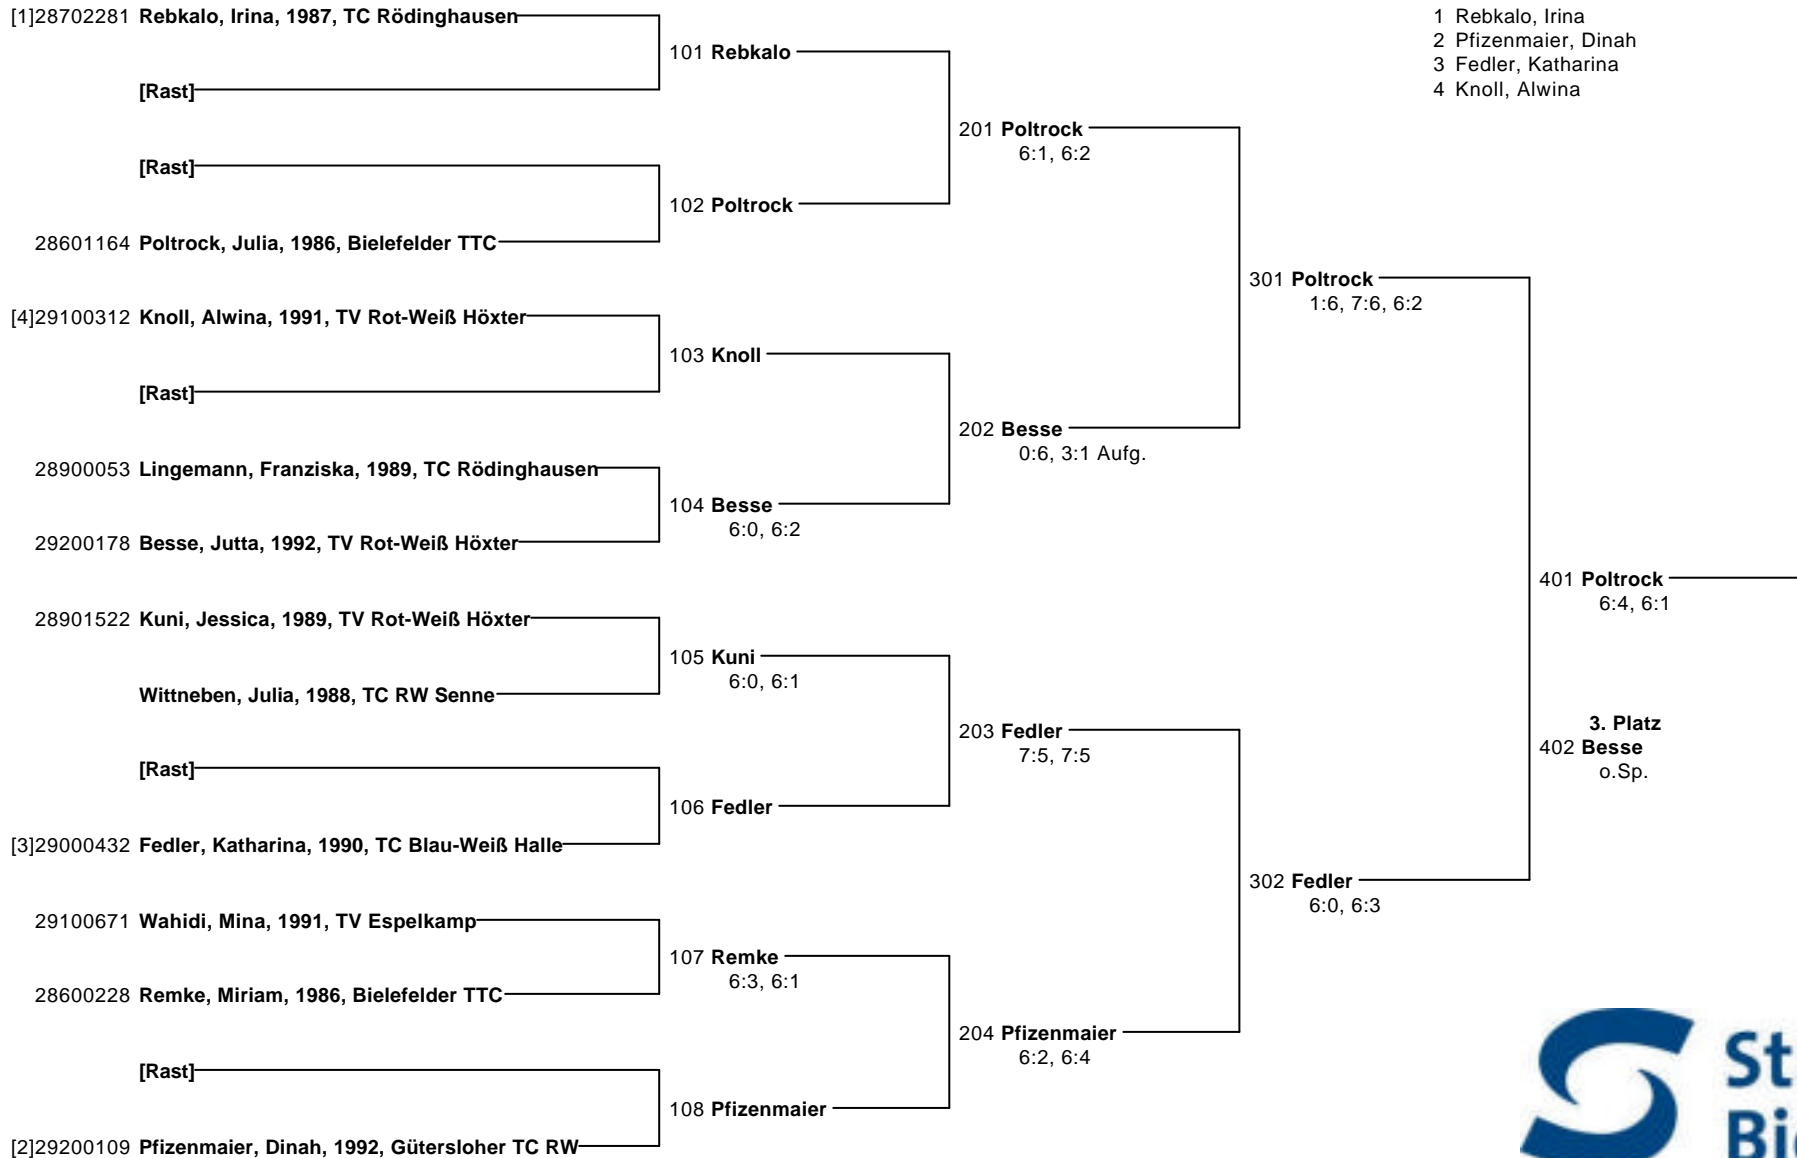 [1]28702281 Rebkalo, Irina, 1987, TC Rödinghausen
[Rast]
[Rast]
28601164 Poltrock, Julia, 1986, Bielefelder TTC
[4]29100312 Knoll, Alwina, 1991, TV Rot-Weiß Höxter
[Rast]
28900053 Lingemann, Franziska, 1989, TC Rödinghausen
29200178 Besse, Jutta, 1992, TV Rot-Weiß Höxter
28901522 Kuni, Jessica, 1989, TV Rot-Weiß Höxter
Wittneben, Julia, 1988, TC RW Senne
[Rast]
[3]29000432 Fedler, Katharina, 1990, TC Blau-Weiß Halle
29100671 Wahidi, Mina, 1991, TV Espelkamp
28600228 Remke, Miriam, 1986, Bielefelder TTC
[Rast]
[2]29200109 Pfizenmaier, Dinah, 1992, Gütersloher TC RW
101 Rebkalo
102 Poltrock
103 Knoll
104 Besse
6:0, 6:2
105 Kuni
6:0, 6:1
106 Fedler
107 Remke
6:3, 6:1
108 Pfizenmaier
201 Poltrock
6:1, 6:2
202 Besse
0:6, 3:1 Aufg.
203 Fedler
7:5, 7:5
204 Pfizenmaier
6:2, 6:4
301 Poltrock
1:6, 7:6, 6:2
302 Fedler
6:0, 6:3
401 Poltrock
6:4, 6:1
3. Platz
402 Besse
o.Sp.
1 Rebkalo, Irina
2 Pfizenmaier, Dinah
3 Fedler, Katharina
4 Knoll, Alwina